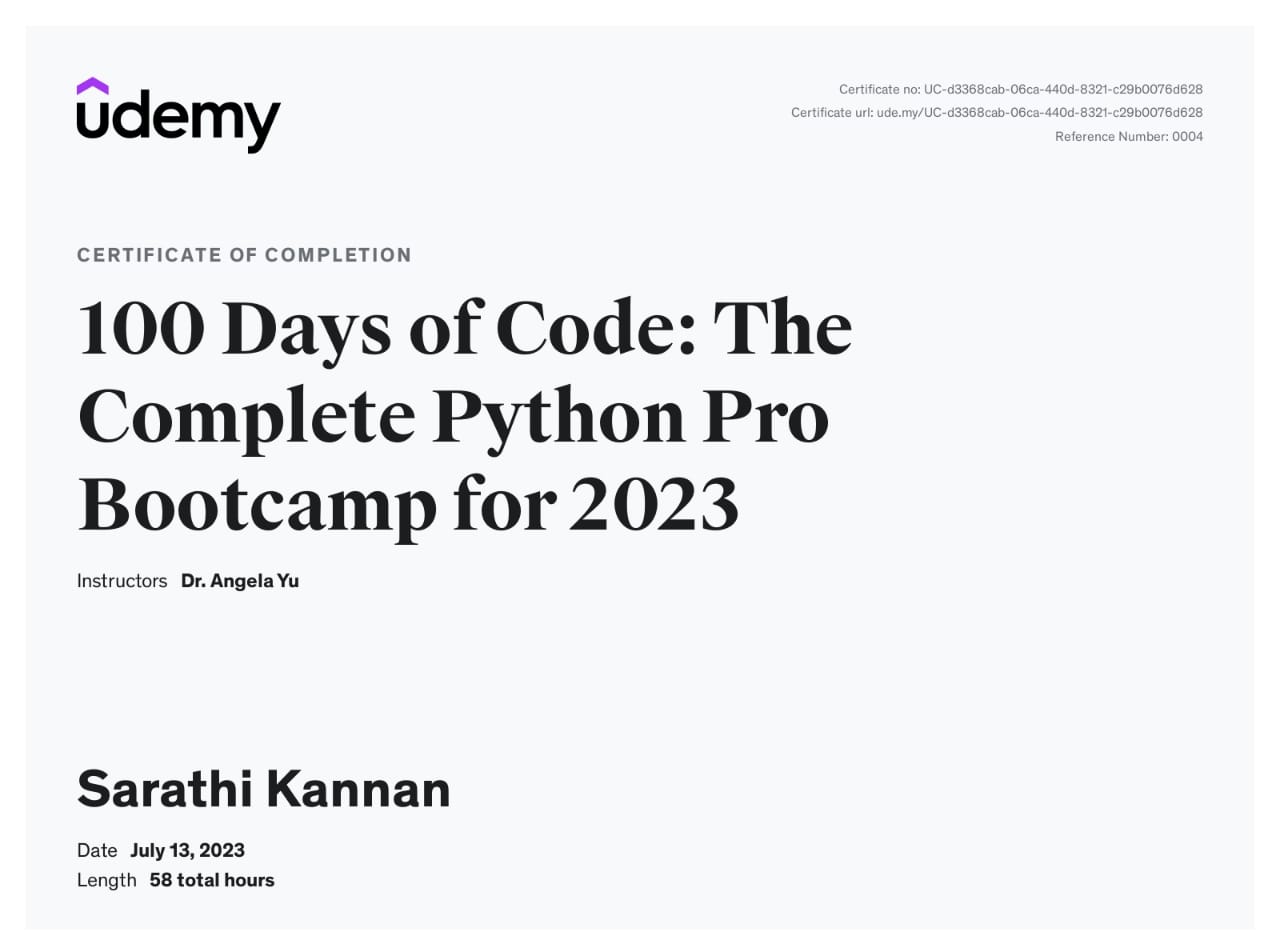 udemy
Certificate no: UC-d3368cab-06ca-440d-8321-c29b0076d628
Certificate url: ude.my/UC-d3368cab-06ca-440d-8321-c29b0076d628
Reference Number: 0004
CERTIFICATE OF COMPLETION
100 Days of Code: The
Complete Python Pro
Bootcamp for 2023
Instructors Dr. Angela Yu
Sarathi Kannan
Date July 13, 2023
Length 58 total hours